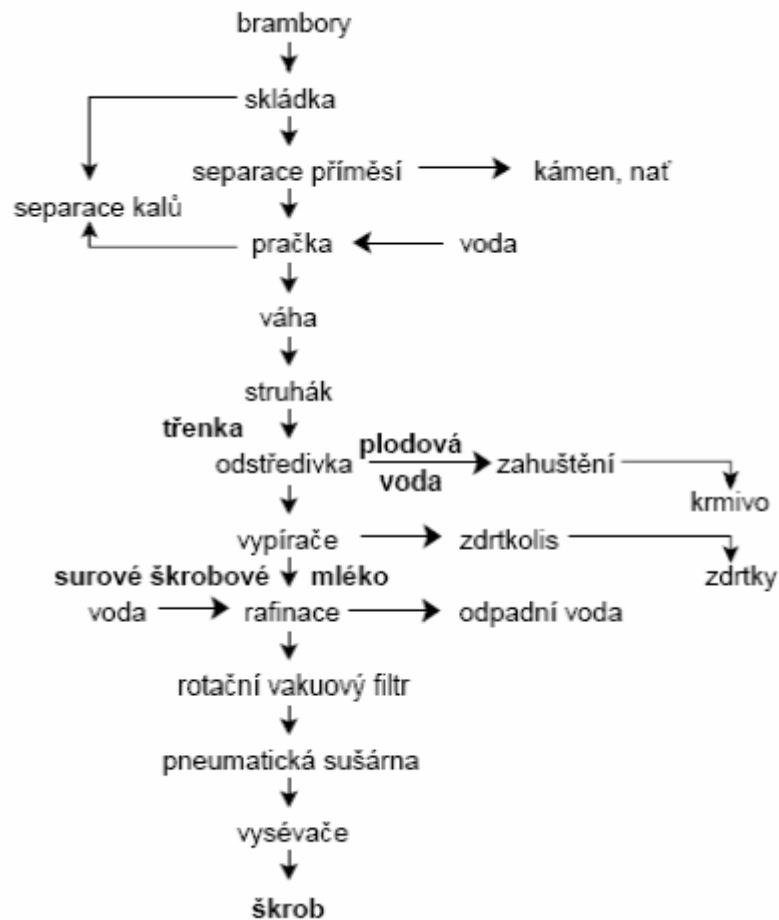 brambory
skládka
separace příměsí
kámen, nať
separace kalů
pračka
voda
váha
struhák
třenka
plodová
odstředivka
voda
zahuštění
krmivo
vypírače
zdrtkolis
surové škrobové mléko
zdrtky
voda
rafinace
odpadní voda
rotační vakuový filtr
pneumatická sušárna
vysévače
škrob